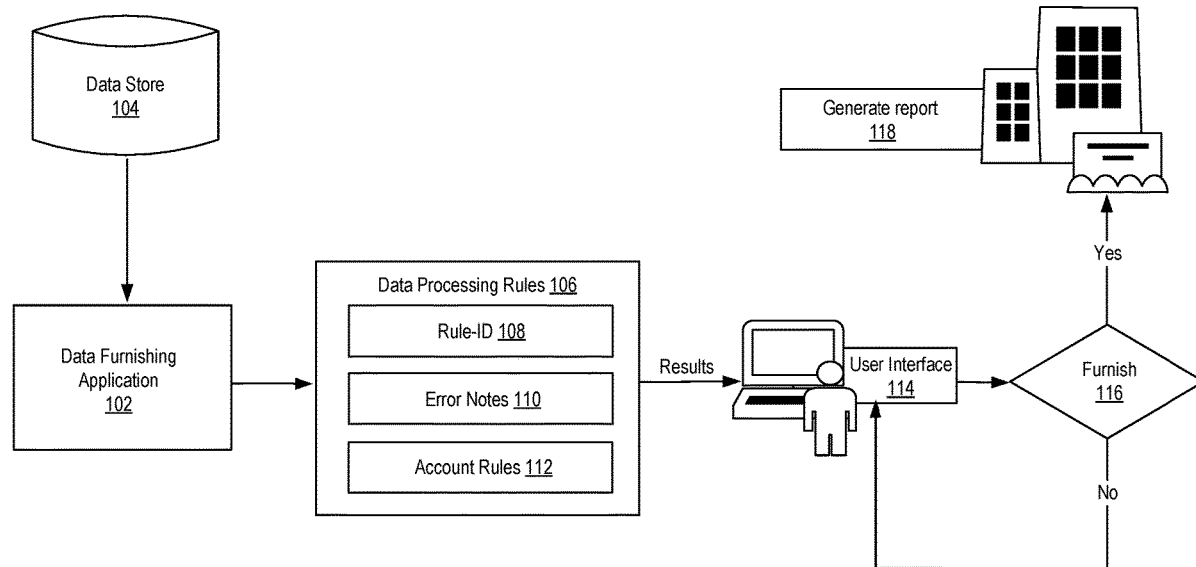 Data Store
104
Generate report
118
Yes
Data Furnishing
Application
102
Data Processing Rules 106
Rule-ID 108
Error Notes 110
Account Rules 112
Results
User Interface
114
Furnish
116
No